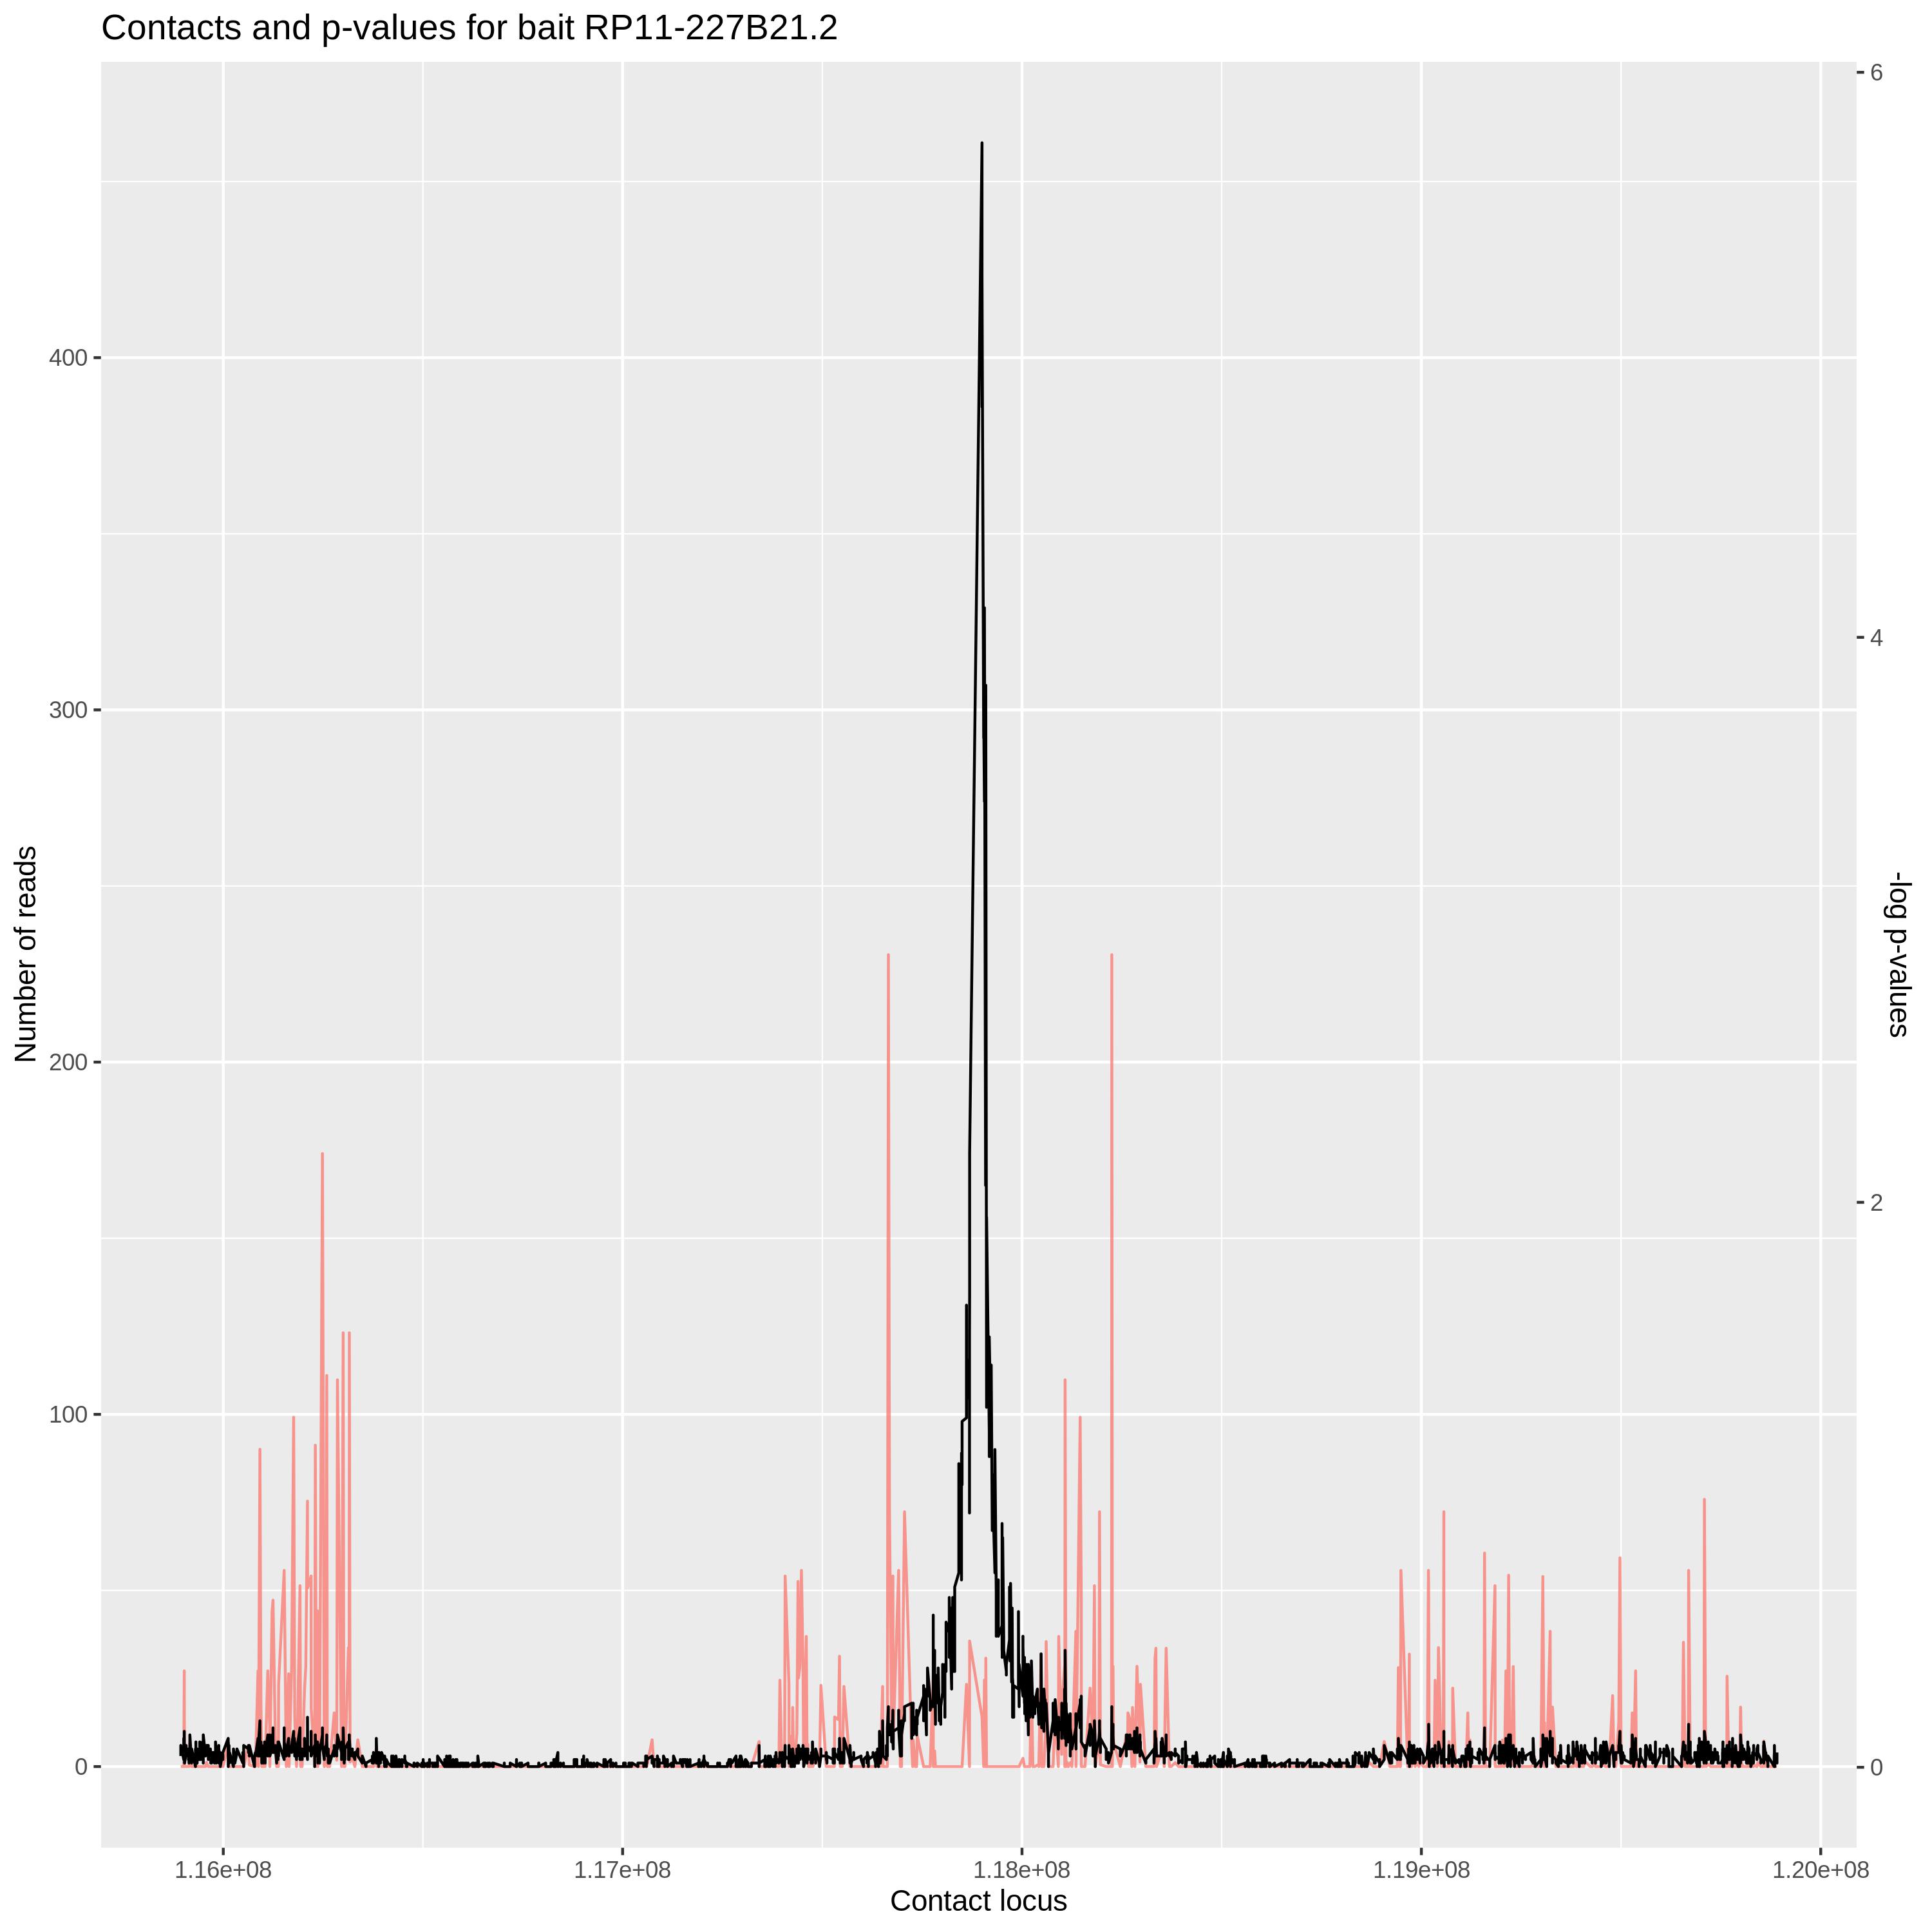 Contacts and p-values for bait RP11-227B21.2
6
400
4
300
Number of reads
-log p-values
200
2
100
0
0
1.16e+08
1.17e+08
1.18e+08
1.19e+08
1.20e+08
Contact locus